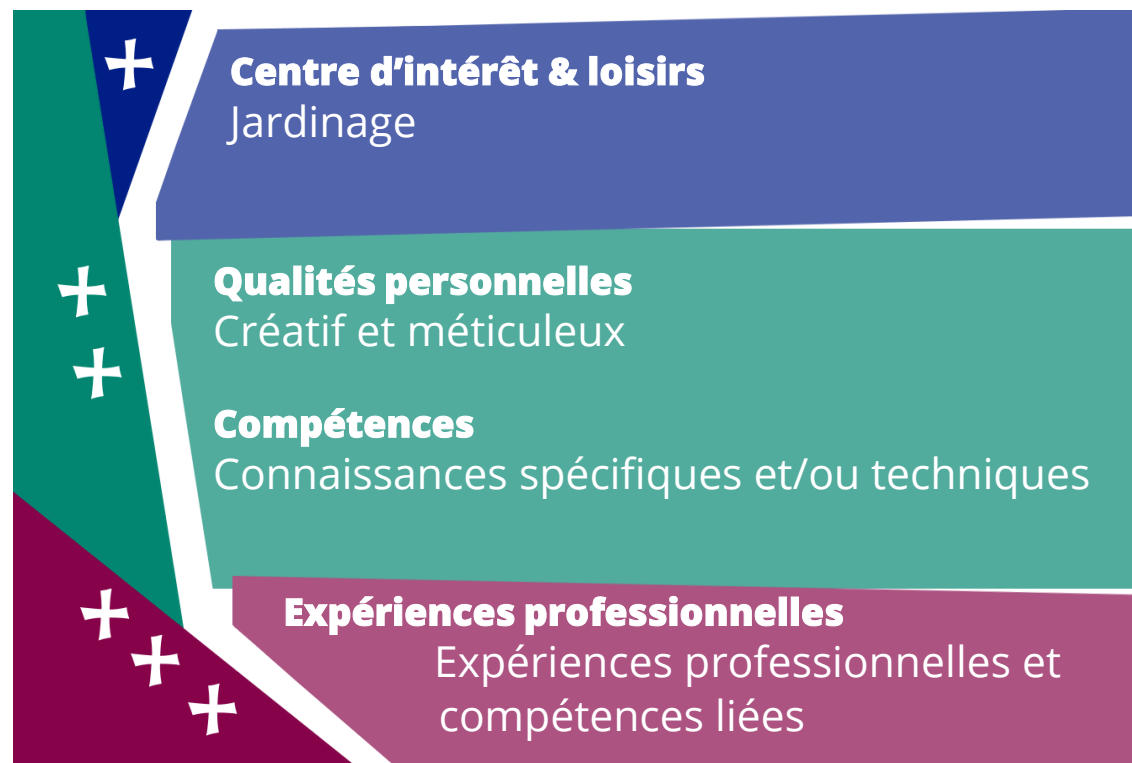 Centre d’intérêt & loisirs
Jardinage
Qualités personnelles
Créatif et méticuleux
Compétences
Connaissances spécifiques et/ou techniques
Expériences professionnelles
Expériences professionnelles et
compétences liées